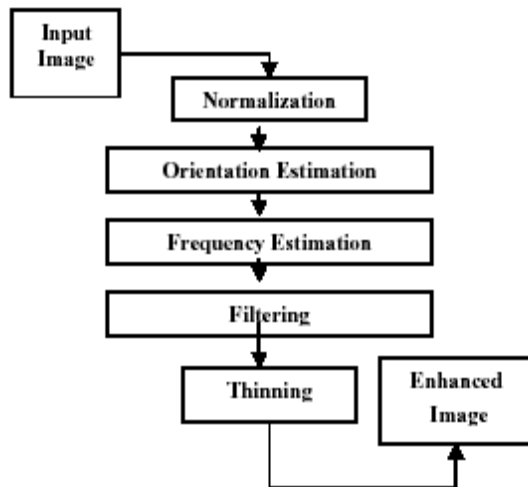 Input
Image
Normalization
Orientation Estimation
Frequency Estimation
Filtering
Thinning
Enhanced
Image